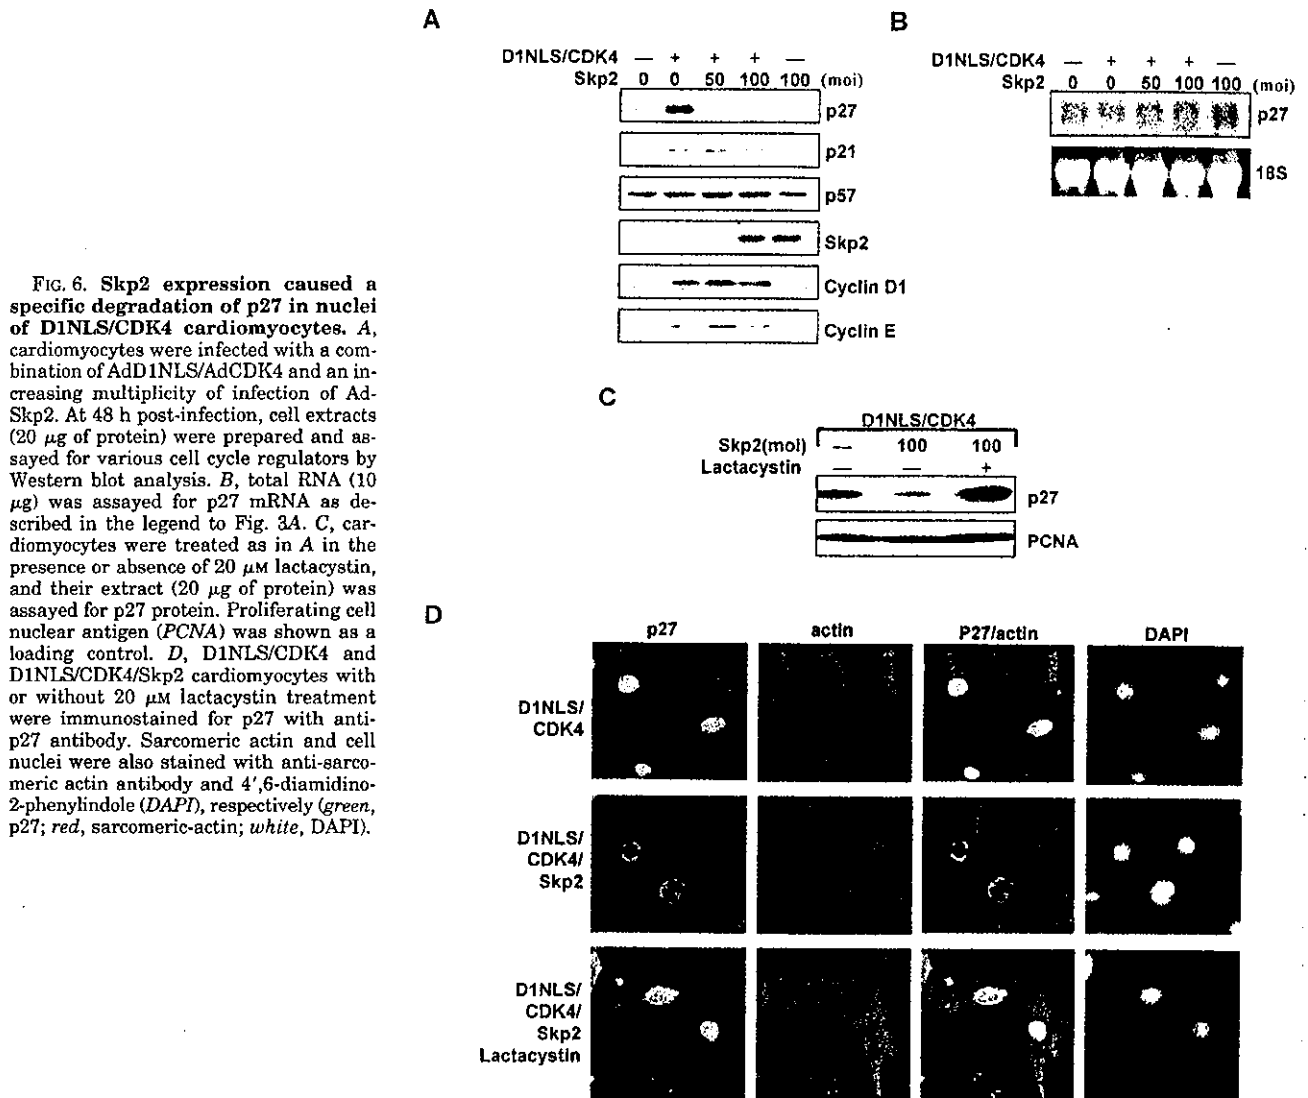 A
D1NLS/CDK4 — + + + —
Skp2 0 0 50 100 100 (moi)
p27
p21
p57
Skp2
Cyclin D1
Cyclin E
B
D1NLS/CDK4 — + + + —
Skp2 0 0 50 100 100 (moi)
p27
18S
FIG. 6. Skp2 expression caused a
specific degradation of p27 in nuclei
of D1NLS/CDK4 cardiomyocytes. A,
cardiomyocytes were infected with a com-
bination of AdD1NLS/AdCDK4 and an in-
creasing multiplicity of infection of Ad-
Skp2. At 48 h post-infection, cell extracts
(20 μg of protein) were prepared and as-
sayed for various cell cycle regulators by
Western blot analysis. B, total RNA (10
μg) was assayed for p27 mRNA as de-
scribed in the legend to Fig. 3A. C, car-
diomyocytes were treated as in A in the
presence or absence of 20 μM lactacystin,
and their extract (20 μg of protein) was
assayed for p27 protein. Proliferating cell
nuclear antigen (PCNA) was shown as a
loading control. D, D1NLS/CDK4 and
D1NLS/CDK4/Skp2 cardiomyocytes with
or without 20 μM lactacystin treatment
were immunostained for p27 with anti-
p27 antibody. Sarcomeric actin and cell
nuclei were also stained with anti-sarco-
meric actin antibody and 4′,6-diamidino-
2-phenylindole (DAPI), respectively (green,
p27; red, sarcomeric-actin; white, DAPI).
C
D1NLS/CDK4
Skp2(moi) — 100 100
Lactacystin — — +
p27
PCNA
D
p27 actin P27/actin DAPI
D1NLS/
CDK4
D1NLS/
CDK4/
Skp2
D1NLS/
CDK4/
Skp2
Lactacystin